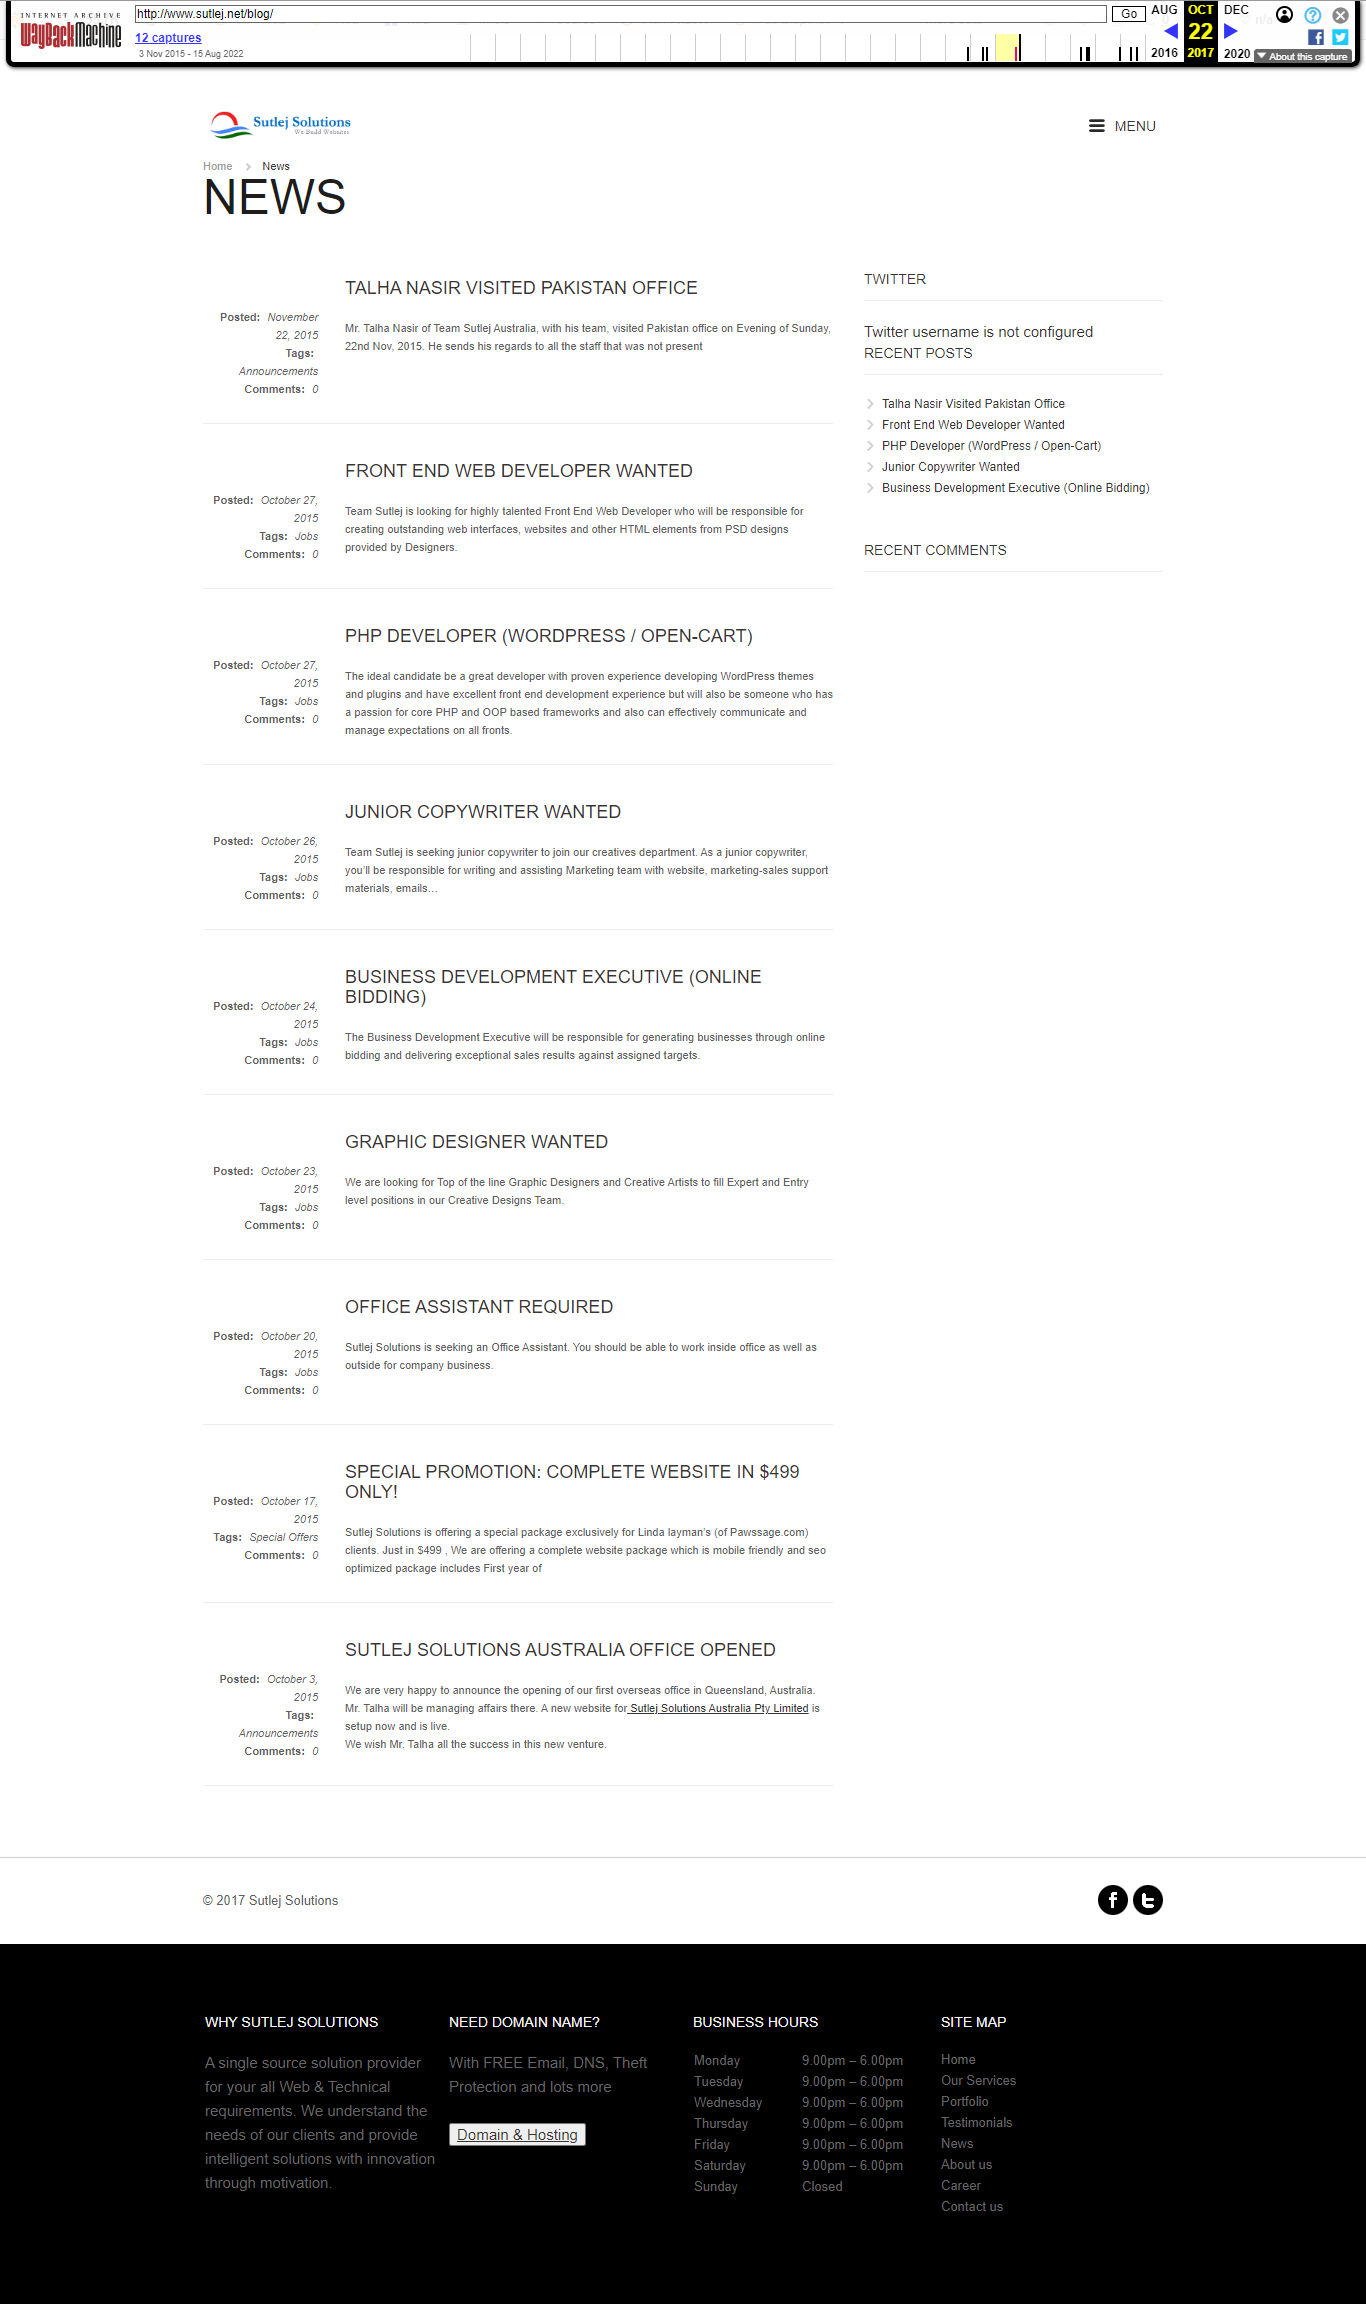 INTERNET ARCHIVE
WayBackMachine
http://www.sutlej.net/blog/
Go
12 captures
3 Nov 2015 - 15 Aug 2022
AUG OCT DEC
22
2016 2017 2020
n/a
About this capture
Sutlej Solutions
We Build Websites
MENU
Home News
NEWS
TALHA NASIR VISITED PAKISTAN OFFICE
Posted: November
22, 2015
Tags:
Announcements
Comments: 0
Mr. Talha Nasir of Team Sutlej Australia, with his team, visited Pakistan office on Evening of Sunday,
22nd Nov, 2015. He sends his regards to all the staff that was not present
FRONT END WEB DEVELOPER WANTED
Posted: October 27,
2015
Tags: Jobs
Comments: 0
Team Sutlej is looking for highly talented Front End Web Developer who will be responsible for
creating outstanding web interfaces, websites and other HTML elements from PSD designs
provided by Designers.
PHP DEVELOPER (WORDPRESS / OPEN-CART)
Posted: October 27,
2015
Tags: Jobs
Comments: 0
The ideal candidate be a great developer with proven experience developing WordPress themes
and plugins and have excellent front end development experience but will also be someone who has
a passion for core PHP and OOP based frameworks and also can effectively communicate and
manage expectations on all fronts.
JUNIOR COPYWRITER WANTED
Posted: October 26,
2015
Tags: Jobs
Comments: 0
Team Sutlej is seeking junior copywriter to join our creatives department. As a junior copywriter,
you’ll be responsible for writing and assisting Marketing team with website, marketing-sales support
materials, emails…
BUSINESS DEVELOPMENT EXECUTIVE (ONLINE
BIDDING)
Posted: October 24,
2015
Tags: Jobs
Comments: 0
The Business Development Executive will be responsible for generating businesses through online
bidding and delivering exceptional sales results against assigned targets.
GRAPHIC DESIGNER WANTED
Posted: October 23,
2015
Tags: Jobs
Comments: 0
We are looking for Top of the line Graphic Designers and Creative Artists to fill Expert and Entry
level positions in our Creative Designs Team.
OFFICE ASSISTANT REQUIRED
Posted: October 20,
2015
Tags: Jobs
Comments: 0
Sutlej Solutions is seeking an Office Assistant. You should be able to work inside office as well as
outside for company business.
SPECIAL PROMOTION: COMPLETE WEBSITE IN $499
ONLY!
Posted: October 17,
2015
Tags: Special Offers
Comments: 0
Sutlej Solutions is offering a special package exclusively for Linda layman’s (of Pawssage.com)
clients. Just in $499 , We are offering a complete website package which is mobile friendly and seo
optimized package includes First year of
SUTLEJ SOLUTIONS AUSTRALIA OFFICE OPENED
Posted: October 3,
2015
Tags:
Announcements
Comments: 0
We are very happy to announce the opening of our first overseas office in Queensland, Australia.
Mr. Talha will be managing affairs there. A new website for Sutlej Solutions Australia Pty Limited is
setup now and is live.
We wish Mr. Talha all the success in this new venture.
TWITTER
Twitter username is not configured
RECENT POSTS
Talha Nasir Visited Pakistan Office
Front End Web Developer Wanted
PHP Developer (WordPress / Open-Cart)
Junior Copywriter Wanted
Business Development Executive (Online Bidding)
RECENT COMMENTS
© 2017 Sutlej Solutions
WHY SUTLEJ SOLUTIONS
A single source solution provider
for your all Web & Technical
requirements. We understand the
needs of our clients and provide
intelligent solutions with innovation
through motivation.
NEED DOMAIN NAME?
With FREE Email, DNS, Theft
Protection and lots more
Domain & Hosting
BUSINESS HOURS
Monday 9.00pm – 6.00pm
Tuesday 9.00pm – 6.00pm
Wednesday 9.00pm – 6.00pm
Thursday 9.00pm – 6.00pm
Friday 9.00pm – 6.00pm
Saturday 9.00pm – 6.00pm
Sunday Closed
SITE MAP
Home
Our Services
Portfolio
Testimonials
News
About us
Career
Contact us